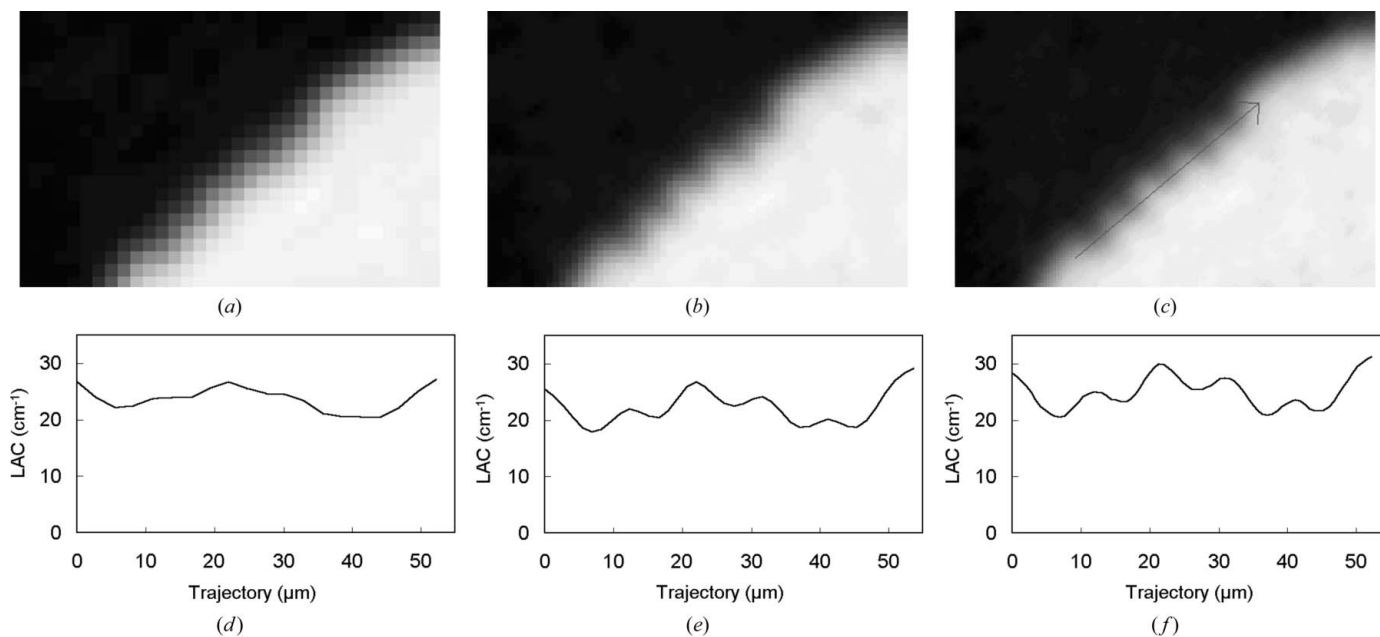 (a) (b) (c)
30 30 30
20 20 20
10 10 10
0 0 0
LAC (cm⁻¹) LAC (cm⁻¹) LAC (cm⁻¹)
0 10 20 30 40 50 0 10 20 30 40 50 0 10 20 30 40 50
Trajectory (µm) Trajectory (µm) Trajectory (µm)
(d) (e) (f)